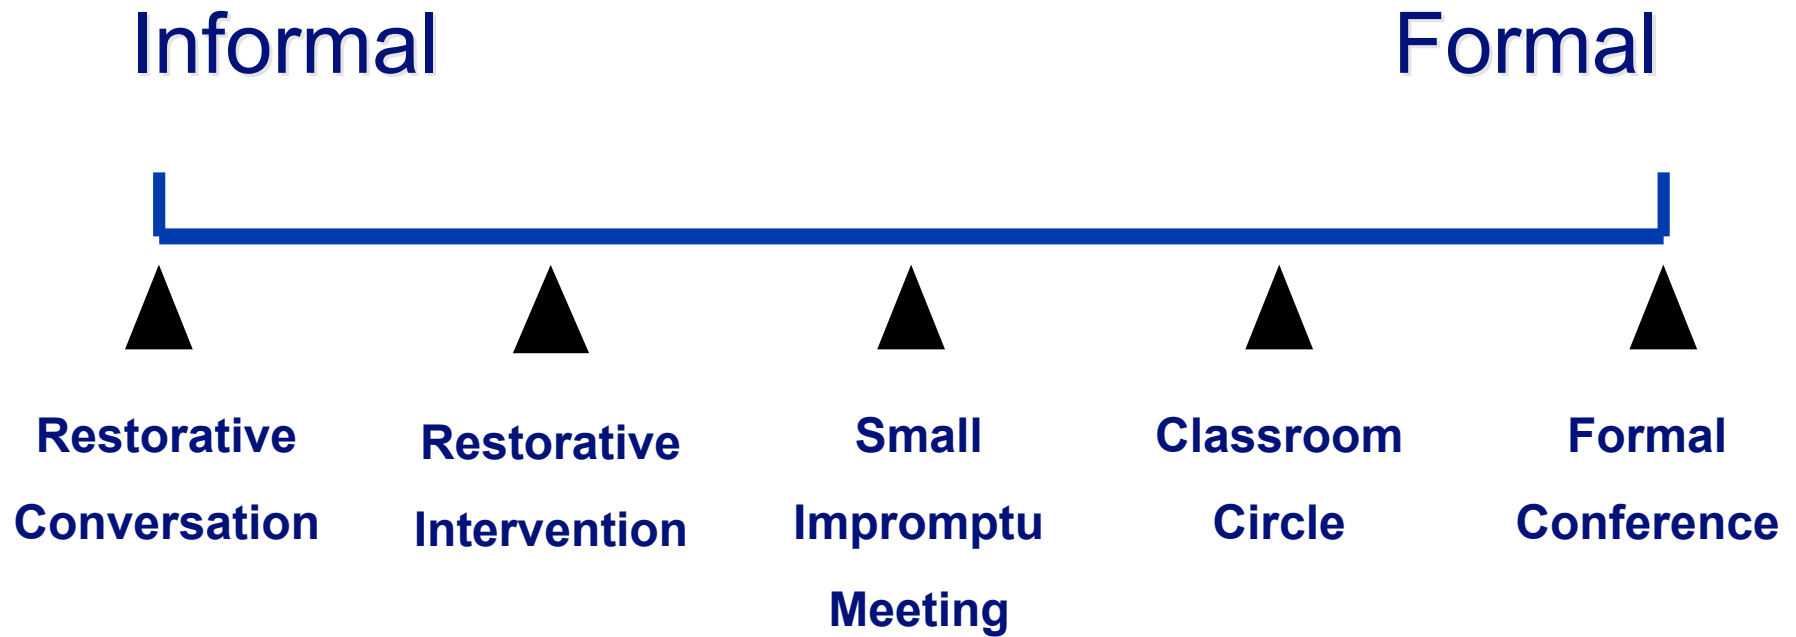 Informal
Formal
Restorative
Conversation
Restorative
Intervention
Small
Impromptu
Meeting
Classroom
Circle
Formal
Conference